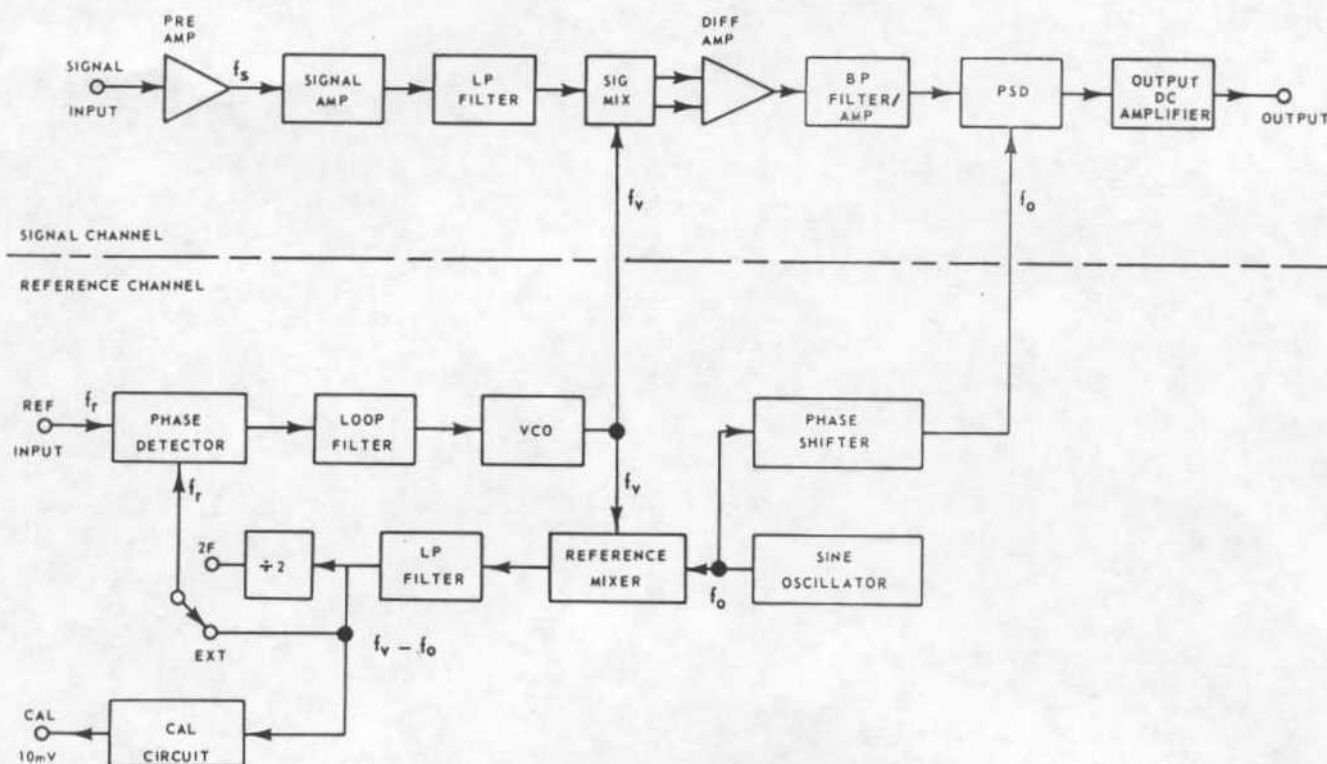 PRE
AMP
DIFF
AMP
SIGNAL
INPUT
fs
SIGNAL
AMP
LP
FILTER
SIG
MIX
BP
FILTER/
AMP
PSD
OUTPUT
DC
AMPLIFIER
OUTPUT
fv
fo
SIGNAL CHANNEL
REFERENCE CHANNEL
REF
INPUT
fr
PHASE
DETECTOR
LOOP
FILTER
VCO
PHASE
SHIFTER
fr
fv
2F
÷2
LP
FILTER
REFERENCE
MIXER
fo
SINE
OSCILLATOR
EXT
fv - fo
CAL
10mV
CAL
CIRCUIT